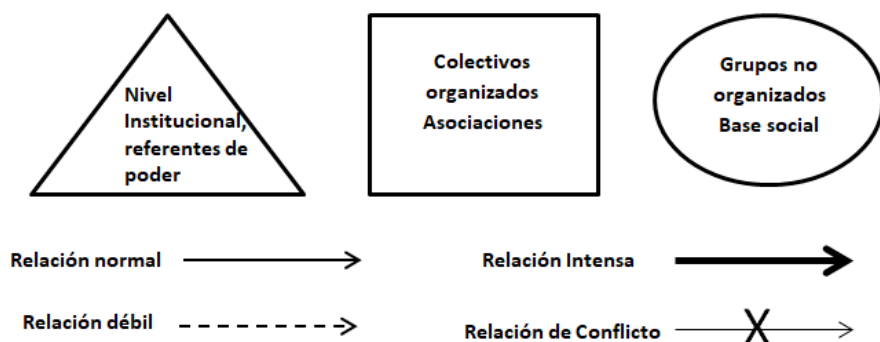 Nivel
Institucional,
referentes de
poder
Colectivos
organizados
Asociaciones
Grupos no
organizados
Base social
Relación normal
Relación Intensa
Relación débil
Relación de Conflicto
X